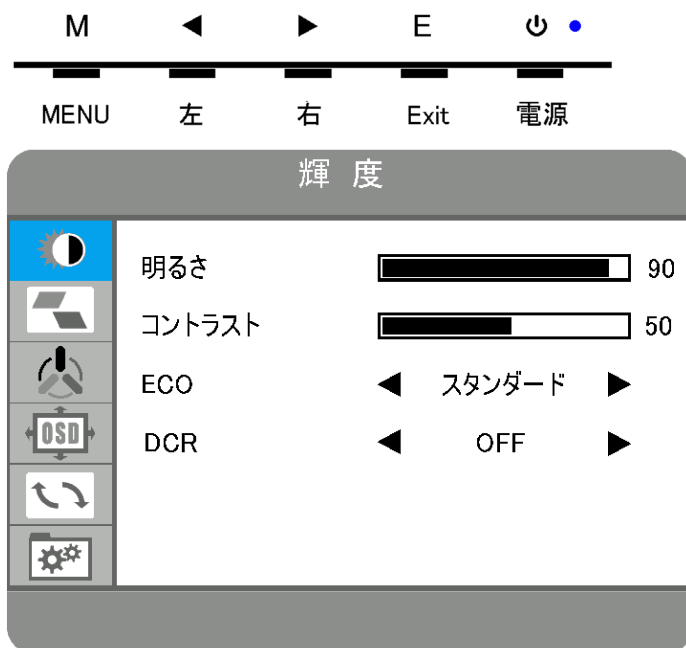 M ◀ ▶ E ⏻
MENU 左 右 Exit 電源
輝 度
明るさ 90
コントラスト 50
ECO ◀ スタンダード ▶
DCR ◀ OFF ▶
OSD